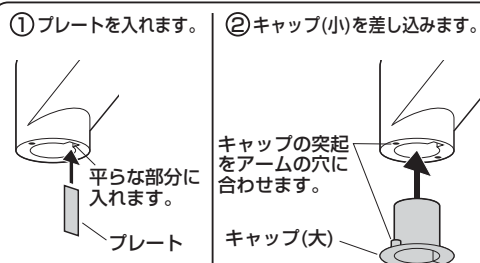 ①プレートを入れます。
平らな部分に
入れます。
プレート
②キャップ(小)を差し込みます。
キャップの突起
をアームの穴に
合わせます。
キャップ(大)